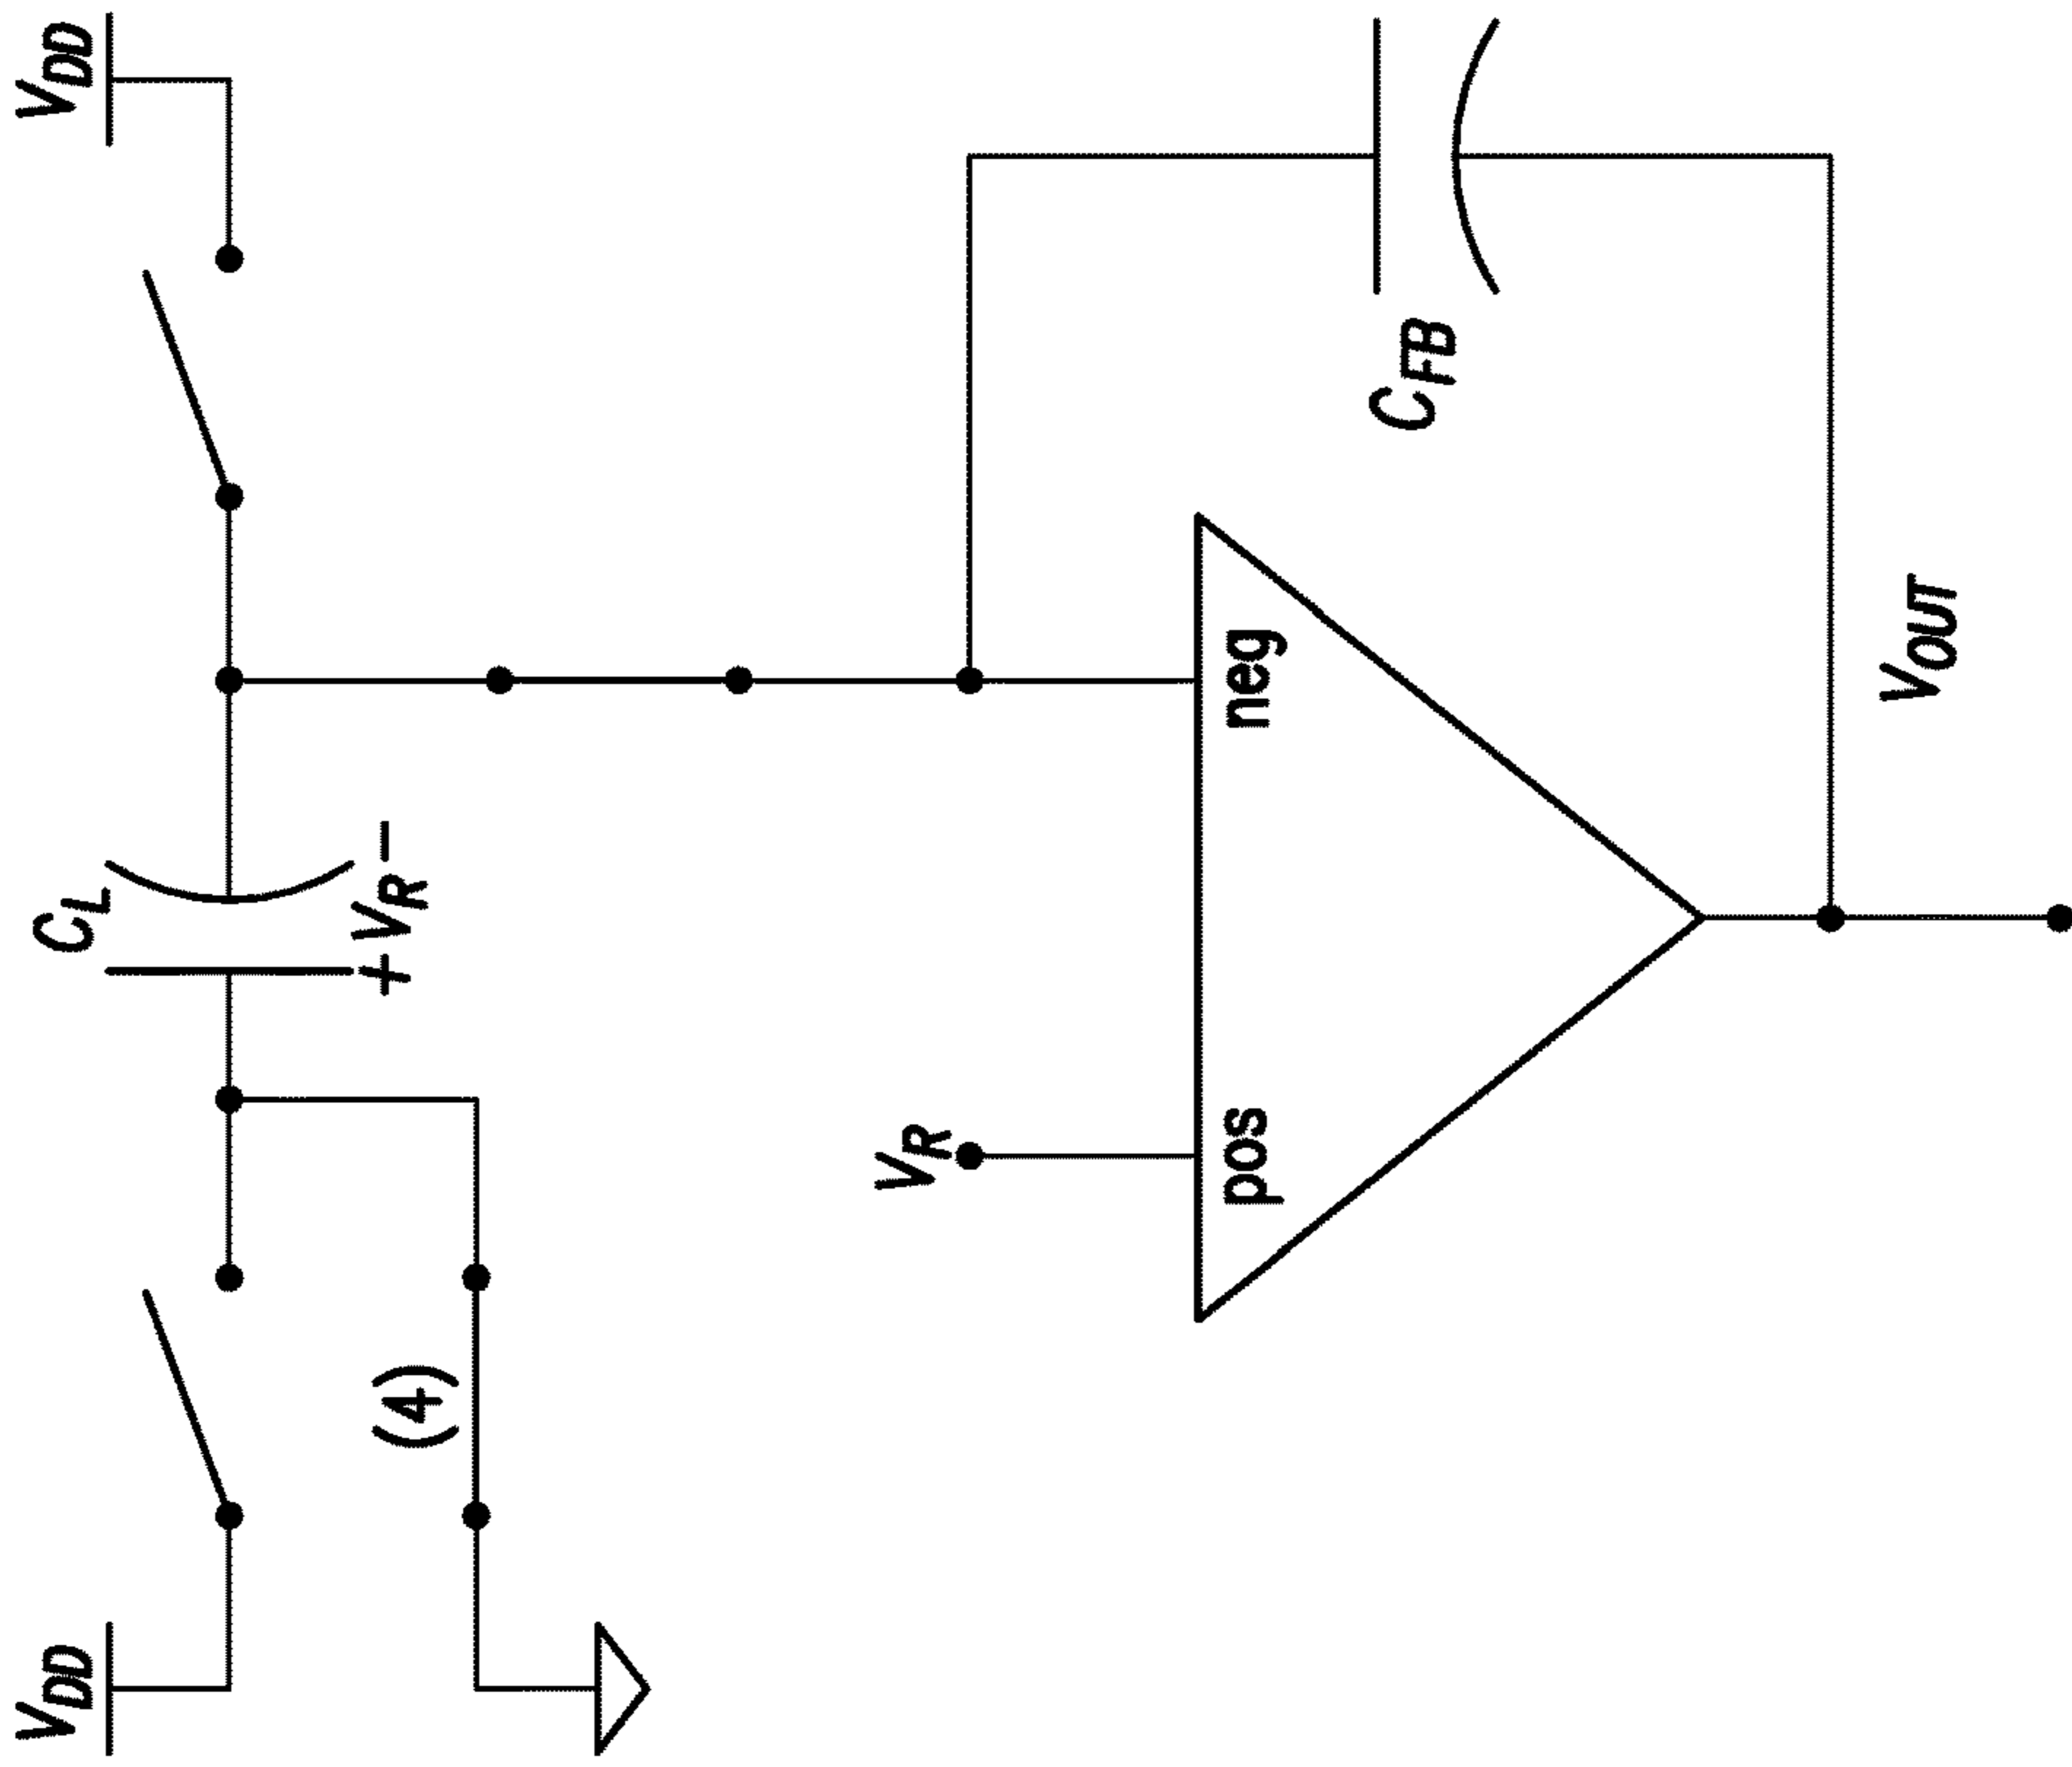 VDD
VDD
CL
+ VR −
(4)
CFB
VR
neg
pos
VOUT